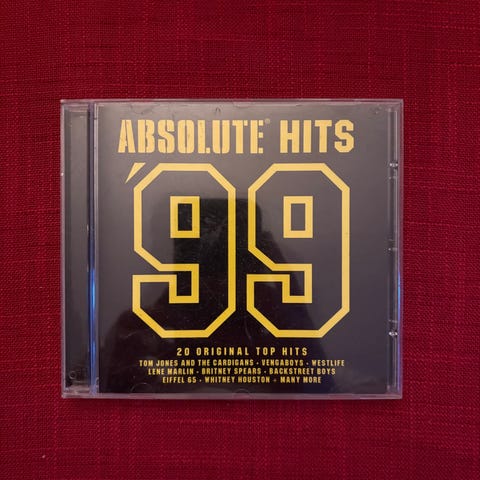 ABSOLUTE® HITS
'99
20 ORIGINAL TOP HITS
TOM JONES AND THE CARDIGANS · VENGABOYS · WESTLIFE
LENE MARLIN · BRITNEY SPEARS · BACKSTREET BOYS
EIFFEL 65 · WHITNEY HOUSTON + MANY MORE